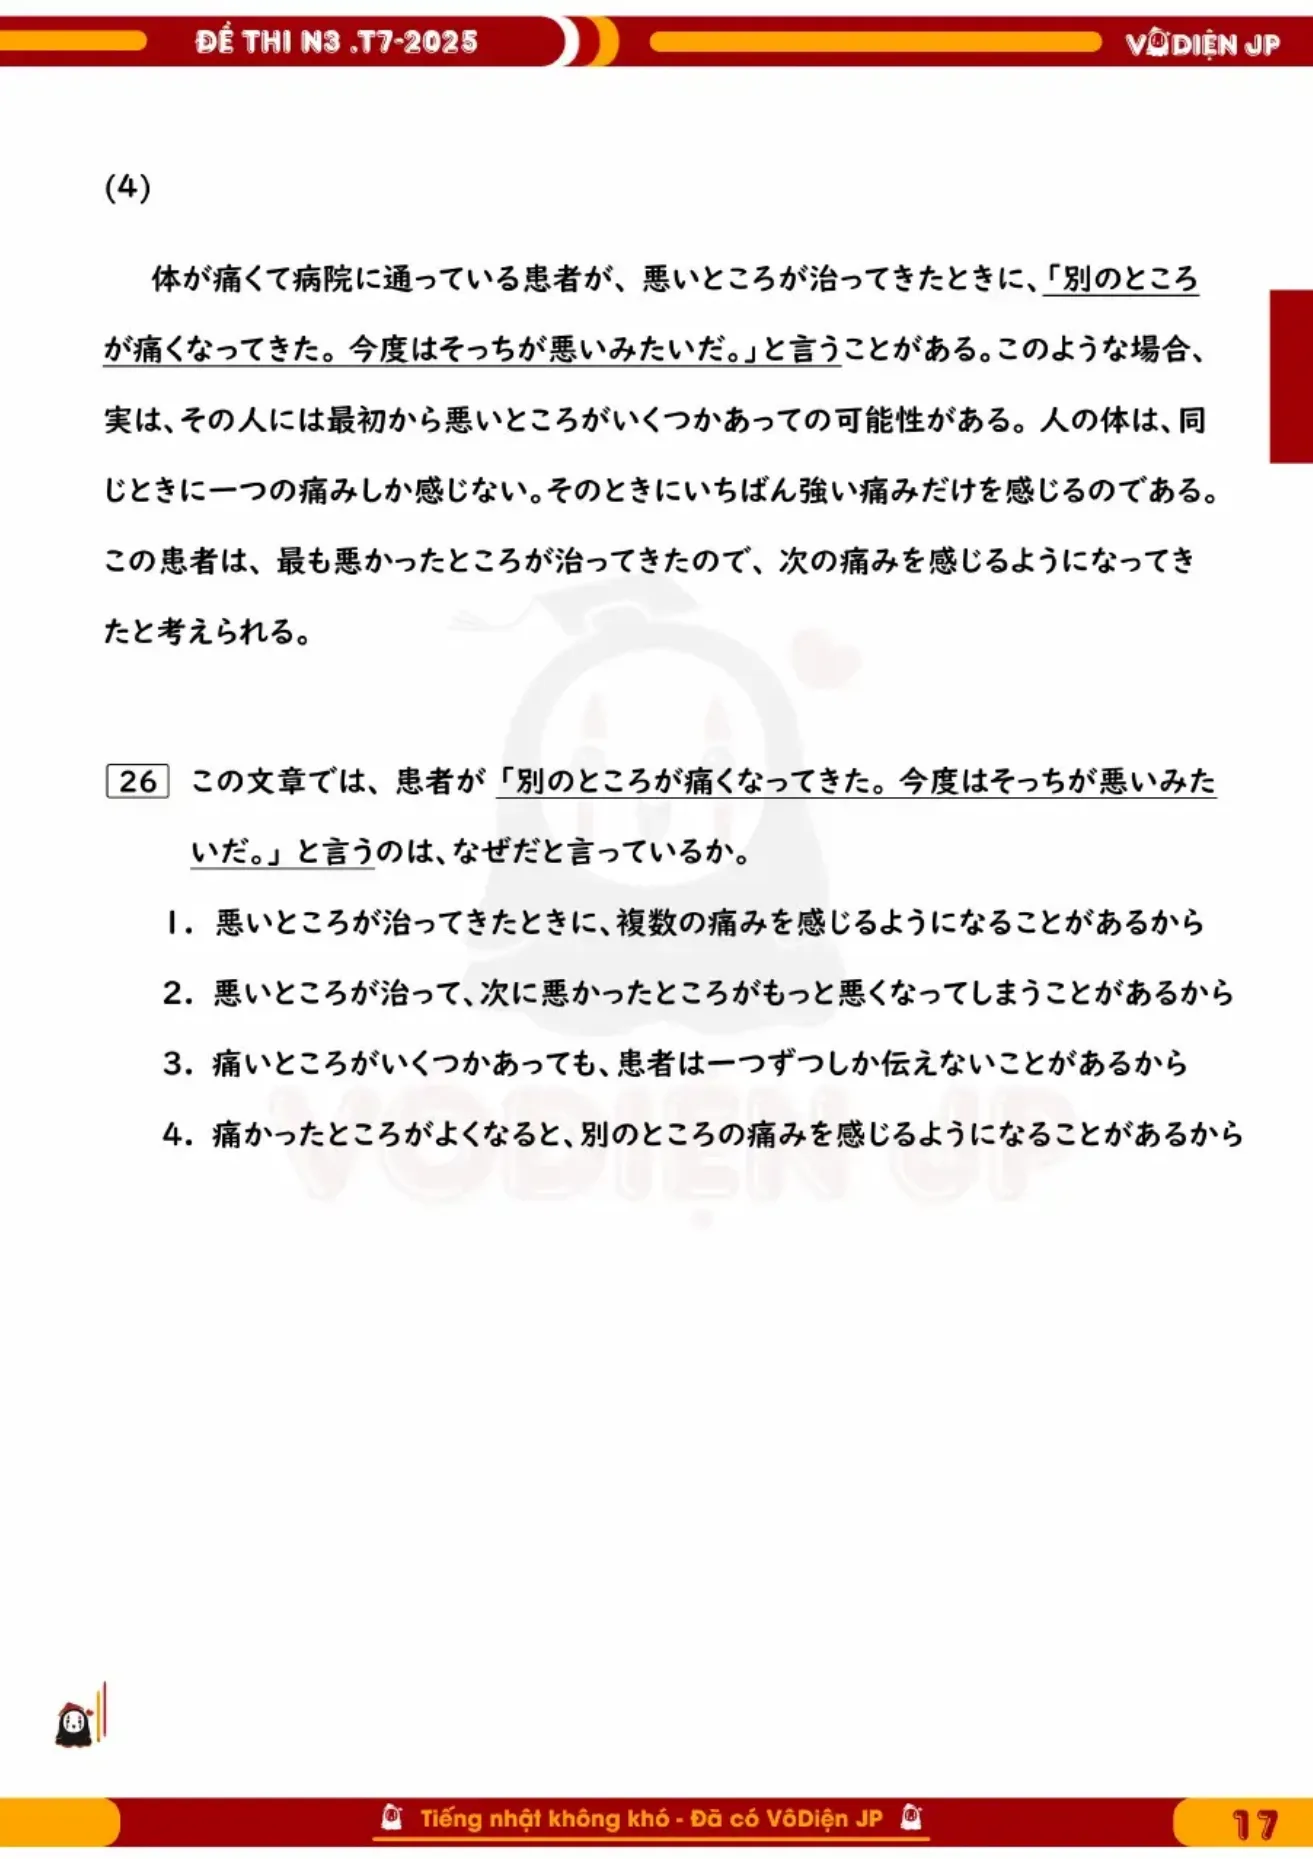 ĐỀ THI N3 .T7-2025
VÔDIỆN JP
(4)
体が痛くて病院に通っている患者が、悪いところが治ってきたときに、「別のところ
が痛くなってきた。今度はそっちが悪いみたいだ。」と言うことがある。このような場合、
実は、その人には最初から悪いところがいくつかあっての可能性がある。人の体は、同
じときに一つの痛みしか感じない。そのときにいちばん強い痛みだけを感じるのである。
この患者は、最も悪かったところが治ってきたので、次の痛みを感じるようになってき
たと考えられる。
26 この文章では、患者が「別のところが痛くなってきた。今度はそっちが悪いみた
いだ。」と言うのは、なぜだと言っているか。
1. 悪いところが治ってきたときに、複数の痛みを感じるようになることがあるから
2. 悪いところが治って、次に悪かったところがもっと悪くなってしまうことがあるから
3. 痛いところがいくつかあっても、患者は一つずつしか伝えないことがあるから
4. 痛かったところがよくなると、別のところの痛みを感じるようになることがあるから
VÔDIỆN JP
Tiếng nhật không khó - Đã có VôDiện JP
17